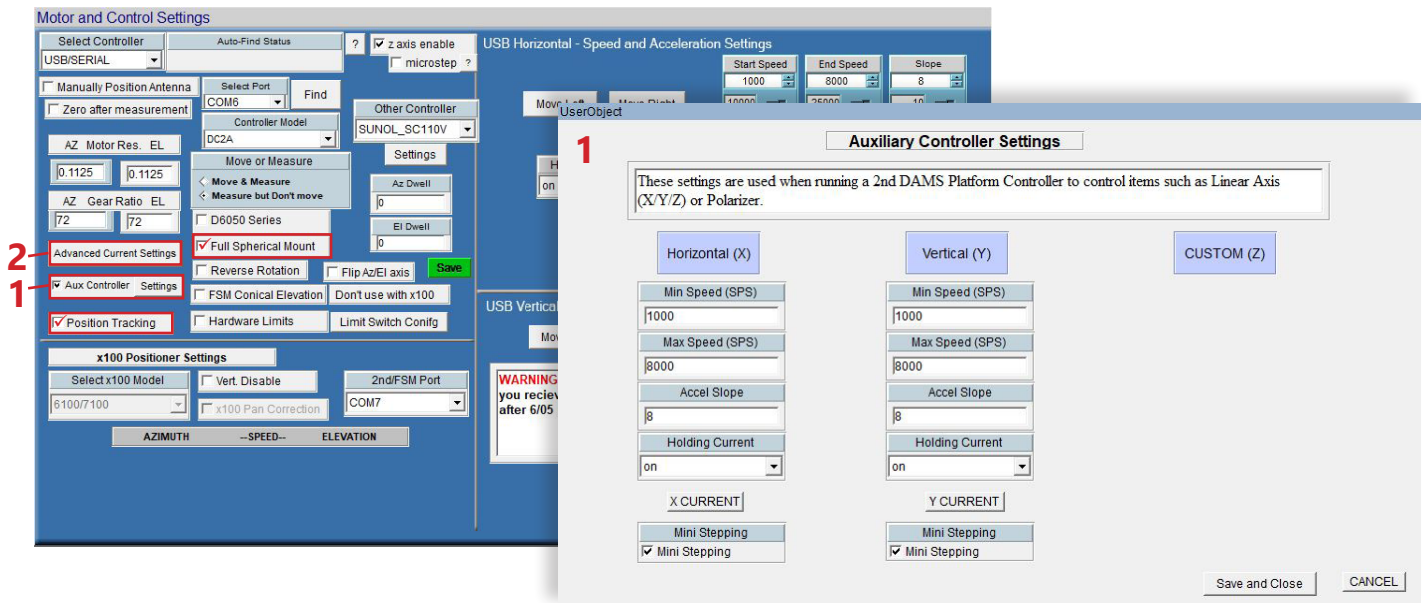 Motor and Control Settings
Select Controller
USB/SERIAL
Auto-Find Status
?
z axis enable
microstep
?
Manually Position Antenna
Zero after measurement
Select Port
COM6
Find
Controller Model
DC2A
Other Controller
SUNOL_SC110V
Settings
AZ Motor Res. EL
0.1125
0.1125
AZ Gear Ratio EL
72
72
Move or Measure
Move & Measure
Measure but Don't move
Az Dwell
0
El Dwell
0
D6050 Series
2
Advanced Current Settings
Full Spherical Mount
Reverse Rotation
Flip Az/El axis
Save
1
Aux Controller
Settings
FSM Conical Elevation
Don't use with x100
Position Tracking
Hardware Limits
Limit Switch Conifg
x100 Positioner Settings
Select x100 Model
6100/7100
Vert. Disable
x100 Pan Correction
2nd/FSM Port
COM7
AZIMUTH --SPEED-- ELEVATION
USB Horizontal - Speed and Acceleration Settings
Start Speed
1000
End Speed
8000
Slope
8
on
USB Vertical
WARNING
you reciev
after 6/05
UserObject
1
Auxiliary Controller Settings
These settings are used when running a 2nd DAMS Platform Controller to control items such as Linear Axis
(X/Y/Z) or Polarizer.
Horizontal (X)
Vertical (Y)
CUSTOM (Z)
Min Speed (SPS)
1000
Max Speed (SPS)
8000
Accel Slope
8
Holding Current
on
X CURRENT
Mini Stepping
Mini Stepping
Min Speed (SPS)
1000
Max Speed (SPS)
8000
Accel Slope
8
Holding Current
on
Y CURRENT
Mini Stepping
Mini Stepping
Save and Close
CANCEL